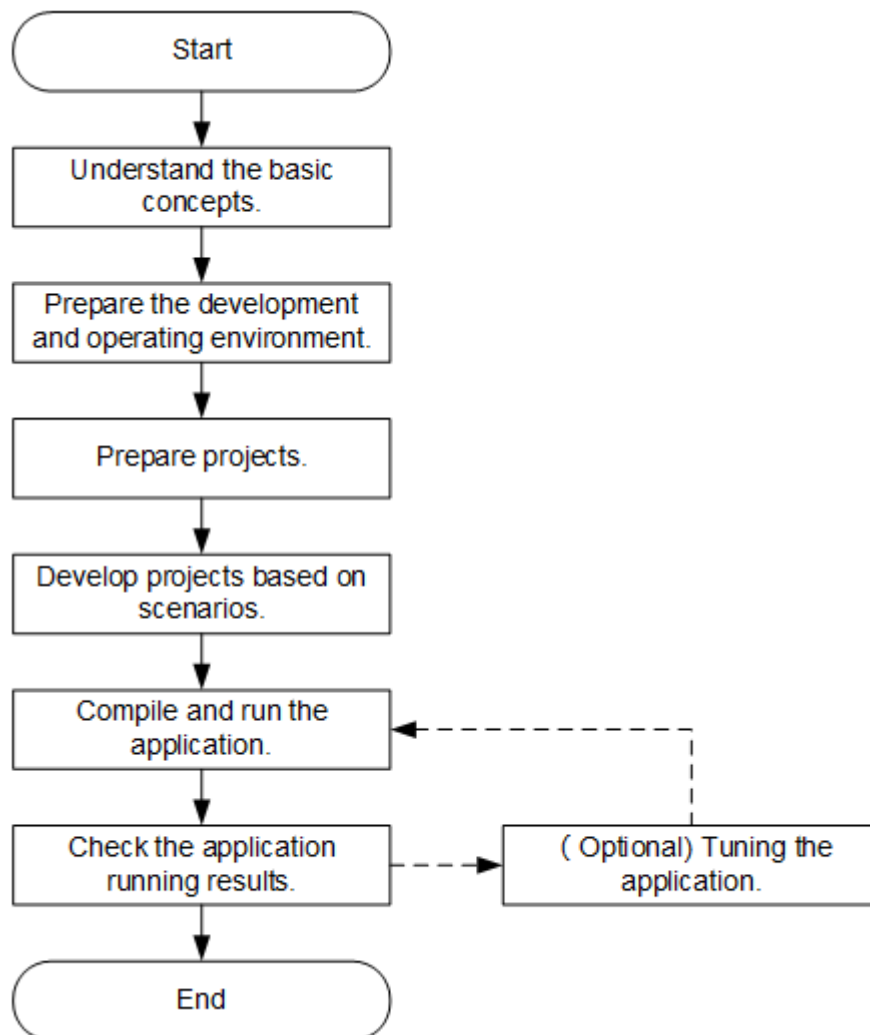 Start
Understand the basic
concepts.
Prepare the development
and operating environment.
Prepare projects.
Develop projects based on
scenarios.
Compile and run the
application.
Check the application
running results.
( Optional) Tuning the
application.
End